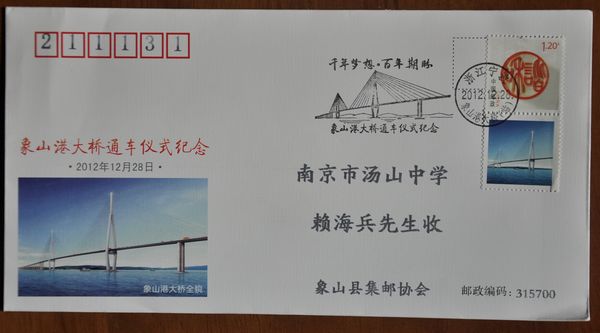 211131
千年梦想·百年期盼
象山港大桥通车仪式纪念
1.20
浙江宁
2012.12.28
象山港大桥通车仪式纪念
·2012年12月28日·
象山港大桥全貌
南京市汤山中学
赖海兵先生收
象山县集邮协会
邮政编码：315700